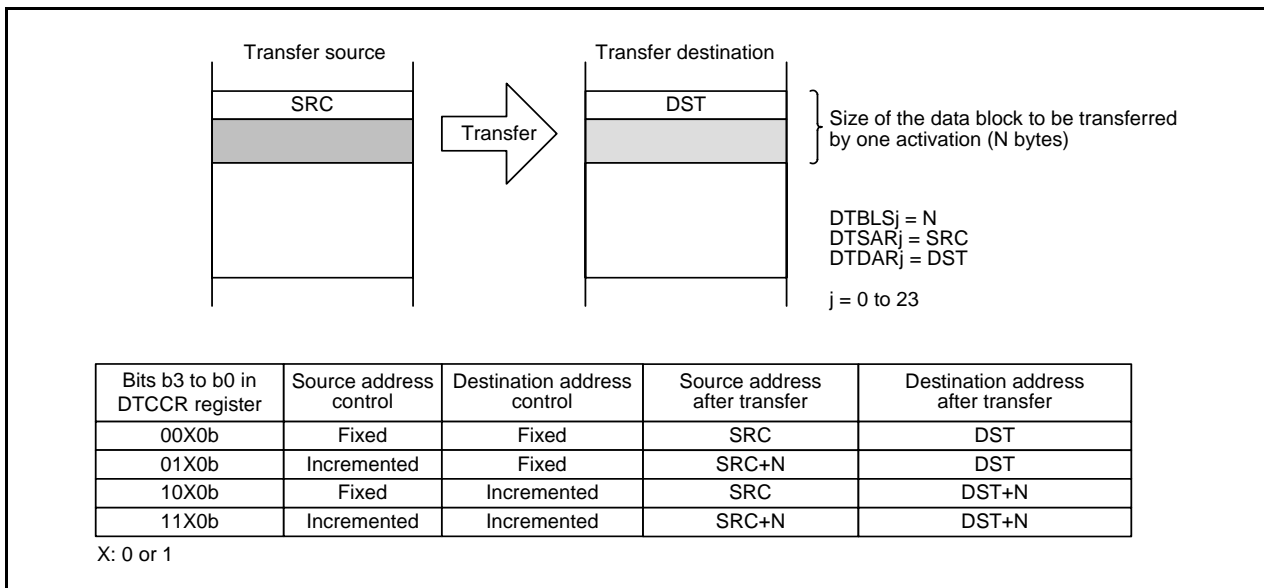 Transfer source
Transfer destination
SRC
DST
Transfer
Size of the data block to be transferred
by one activation (N bytes)
DTBLSj = N
DTSARj = SRC
DTDARj = DST
j = 0 to 23
Bits b3 to b0 in
DTCCR register
Source address
control
Destination address
control
Source address
after transfer
Destination address
after transfer
00X0b Fixed Fixed SRC DST
01X0b Incremented Fixed SRC+N DST
10X0b Fixed Incremented SRC DST+N
11X0b Incremented Incremented SRC+N DST+N
X: 0 or 1